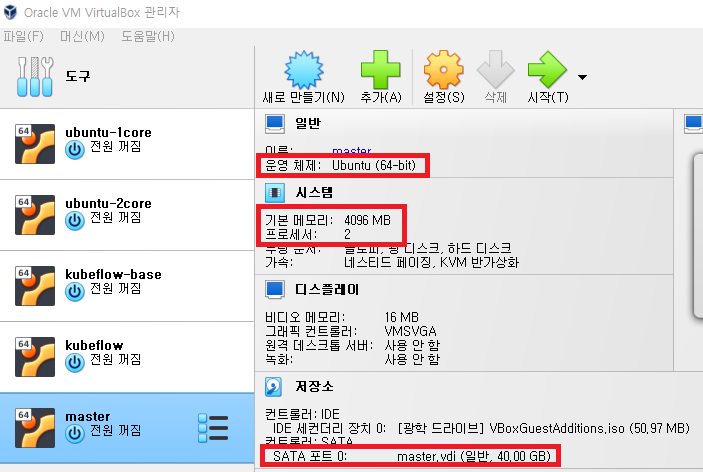 Oracle VM VirtualBox 관리자
파일(F) 머신(M) 도움말(H)
도구
새로 만들기(N) 추가(A) 설정(S) 삭제 시작(T)
64 ubuntu-1core
전원 꺼짐
64 ubuntu-2core
전원 꺼짐
64 kubeflow-base
전원 꺼짐
64 kubeflow
전원 꺼짐
64 master
전원 꺼짐
일반
이름: master
운영 체제: Ubuntu (64-bit)
시스템
기본 메모리: 4096 MB
프로세서: 2
부팅 순서: 플로피, 광 디스크, 하드 디스크
가속: 네스티드 페이징, KVM 반가상화
디스플레이
비디오 메모리: 16 MB
그래픽 컨트롤러: VMSVGA
원격 데스크톱 서버: 사용 안 함
녹화: 사용 안 함
저장소
컨트롤러: IDE
IDE 세컨더리 장치 0: [광학 드라이브] VBoxGuestAdditions.iso (50,97 MB)
컨트롤러: SATA
SATA 포트 0: master.vdi (일반, 40,00 GB)